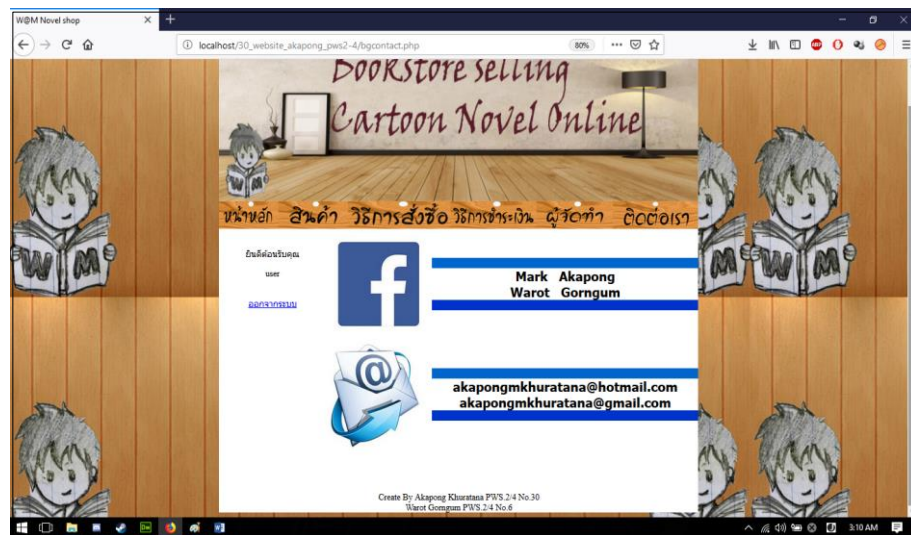 W@M Novel shop
localhost/30_website_akapong_pws2-4/bgcontact.php
80%
Bookstore selling
Cartoon Novel Online
W M
หน้าหลัก สินค้า วิธีการสั่งซื้อ วิธีการชำระเงิน ผู้จัดทำ ติดต่อเรา
ยินดีต้อนรับคุณ
user
ออกจากระบบ
f
Mark Akapong
Warot Gorngum
@
akapongmkhuratana@hotmail.com
akapongmkhuratana@gmail.com
W M
W M
W M
Create By Akapong Khuratana PWS.2/4 No.30
Warot Gorngum PWS.2/4 No.6
3:10 AM